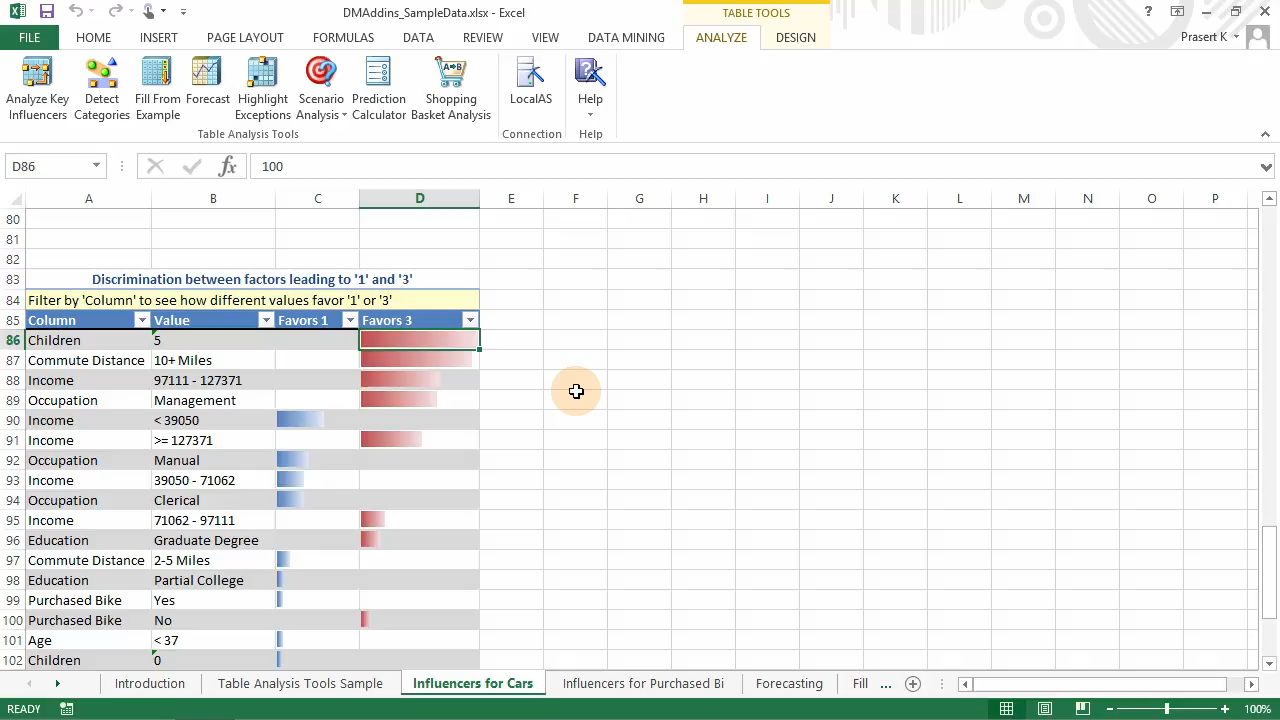 DMAddins_SampleData.xlsx - Excel
TABLE TOOLS
?
FILE HOME INSERT PAGE LAYOUT FORMULAS DATA REVIEW VIEW DATA MINING ANALYZE DESIGN Prasert K
Analyze Key Influencers
Detect Categories
Fill From Example
Forecast
Highlight Exceptions
Scenario Analysis
Prediction Calculator
Shopping Basket Analysis
LocalAS
Help
Table Analysis Tools Connection Help
D86 fx 100
A B C D E F G H I J K L M N O P
80
81
82
83 Discrimination between factors leading to '1' and '3'
84 Filter by 'Column' to see how different values favor '1' or '3'
85 Column Value Favors 1 Favors 3
86 Children 5
87 Commute Distance 10+ Miles
88 Income 97111 - 127371
89 Occupation Management
90 Income < 39050
91 Income >= 127371
92 Occupation Manual
93 Income 39050 - 71062
94 Occupation Clerical
95 Income 71062 - 97111
96 Education Graduate Degree
97 Commute Distance 2-5 Miles
98 Education Partial College
99 Purchased Bike Yes
100 Purchased Bike No
101 Age < 37
102 Children 0
Introduction Table Analysis Tools Sample Influencers for Cars Influencers for Purchased Bi Forecasting Fill ...
READY 100%